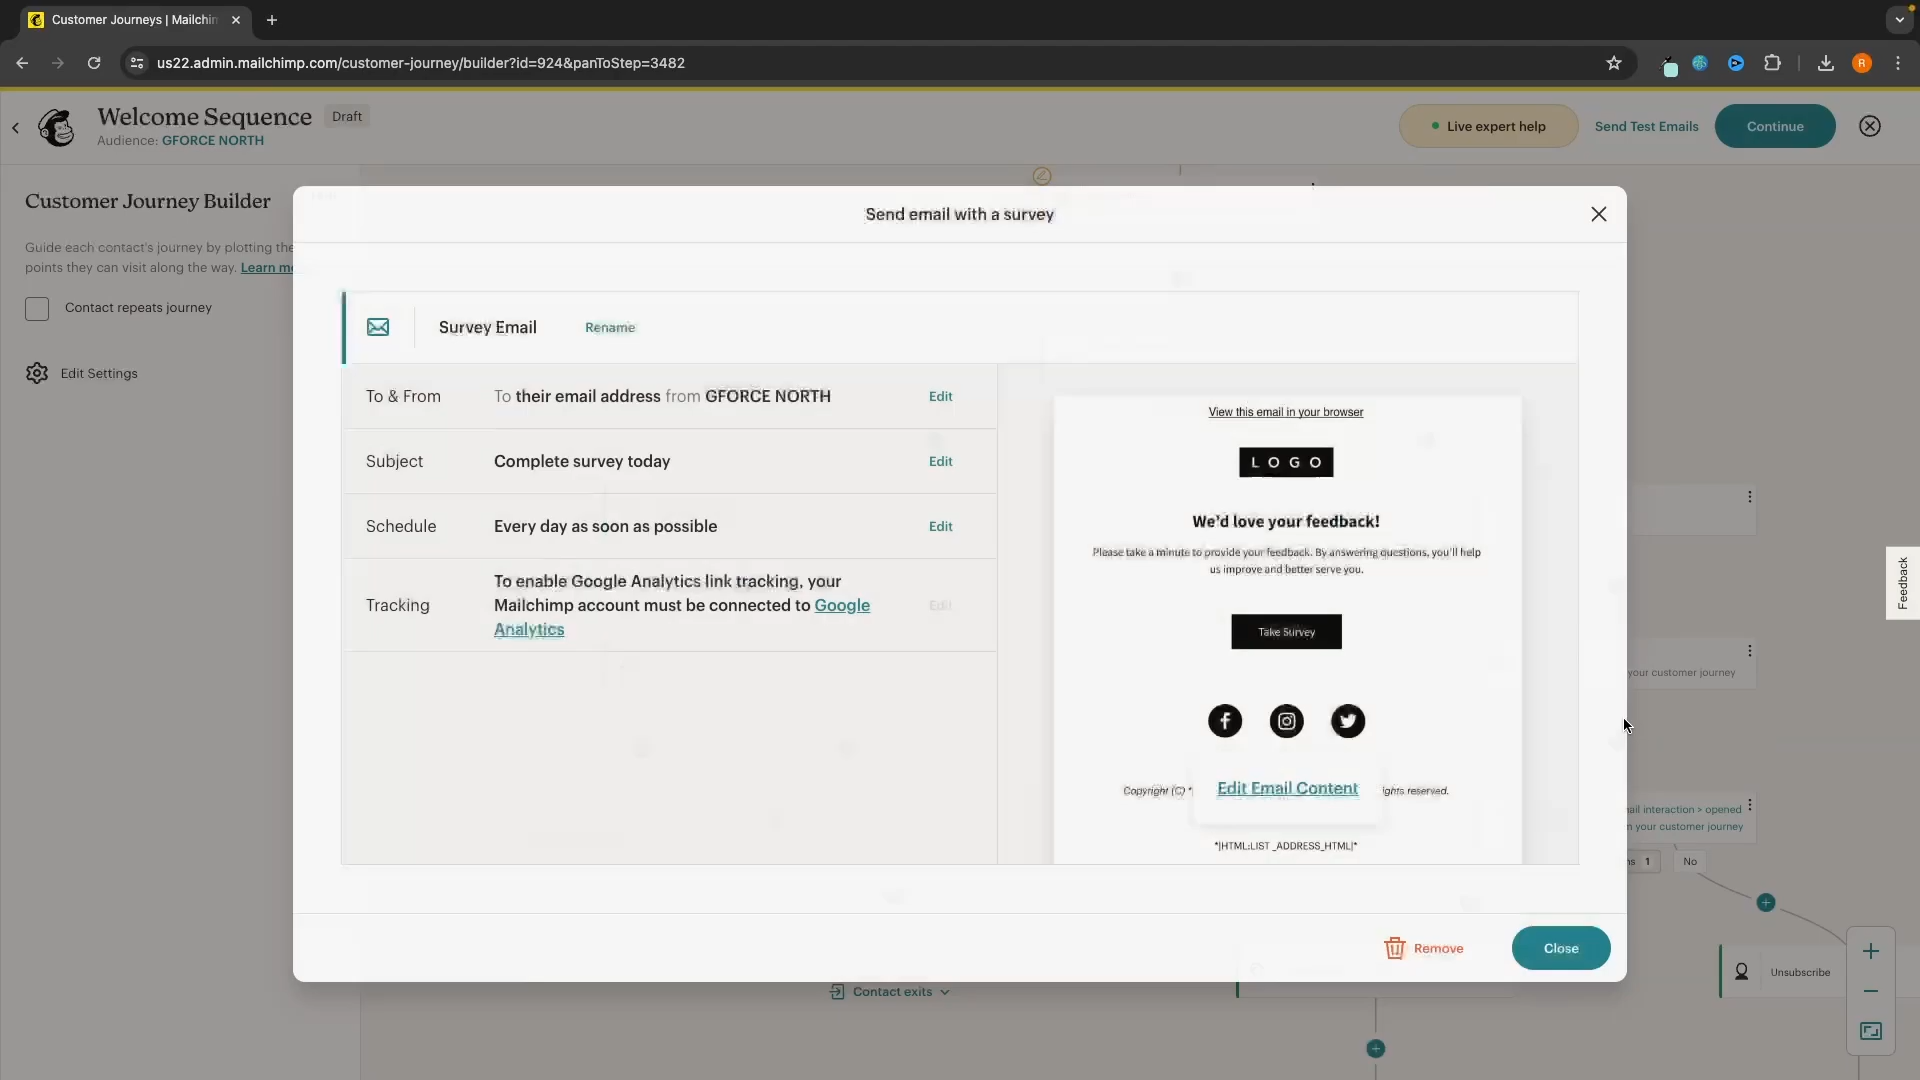 Customer Journeys | Mailchim
us22.admin.mailchimp.com/customer-journey/builder?id=924&panToStep=3482
R
Welcome Sequence
Draft
Audience: GFORCE NORTH
Live expert help
Send Test Emails
Continue
Customer Journey Builder
Guide each contact's journey by plotting the
points they can visit along the way. Learn mo
Contact repeats journey
Edit Settings
Send email with a survey
Survey Email
Rename
To & From
To their email address from GFORCE NORTH
Edit
Subject
Complete survey today
Edit
Schedule
Every day as soon as possible
Edit
Tracking
To enable Google Analytics link tracking, your
Mailchimp account must be connected to Google
Analytics
Edit
View this email in your browser
LOGO
We'd love your feedback!
Please take a minute to provide your feedback. By answering questions, you'll help
us improve and better serve you.
Take Survey
Copyright (C) *|
Edit Email Content
ights reserved.
*|HTML:LIST_ADDRESS_HTML|*
Remove
Close
your customer journey
ail interaction > opened
your customer journey
1
No
Unsubscribe
Contact exits
Feedback